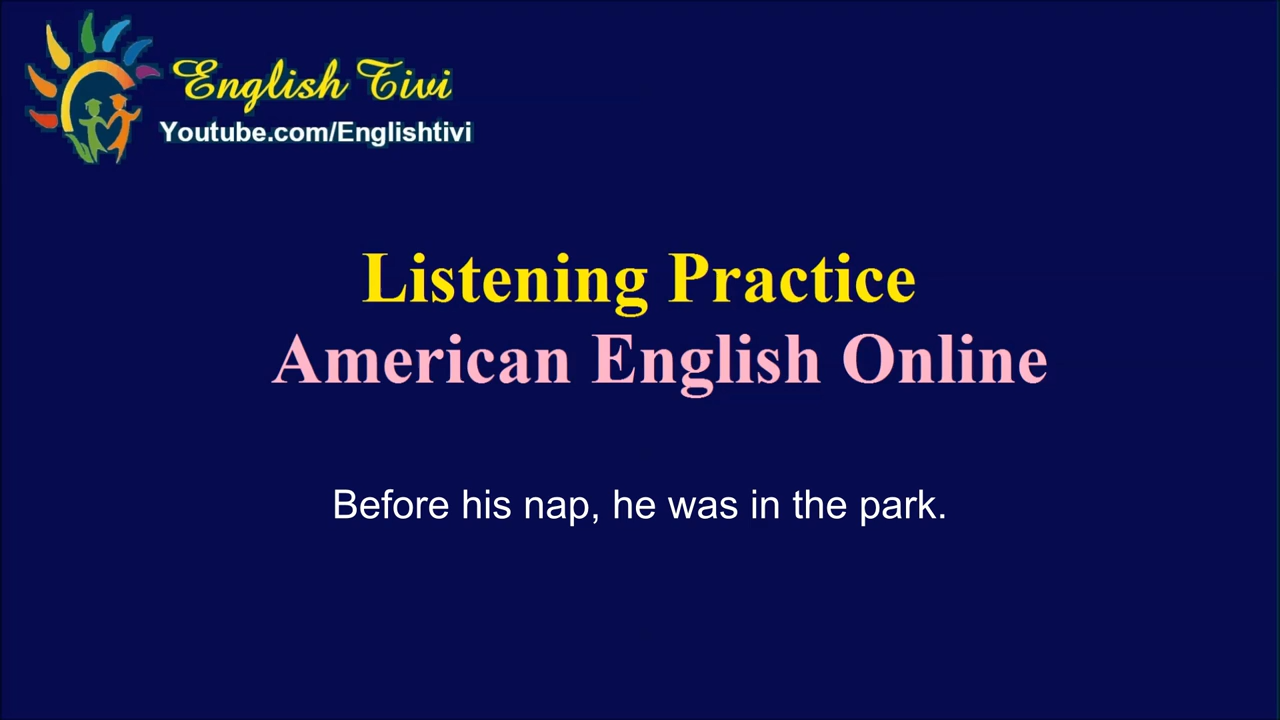 English Tivi
Youtube.com/Englishtivi
Listening Practice
American English Online
Before his nap, he was in the park.